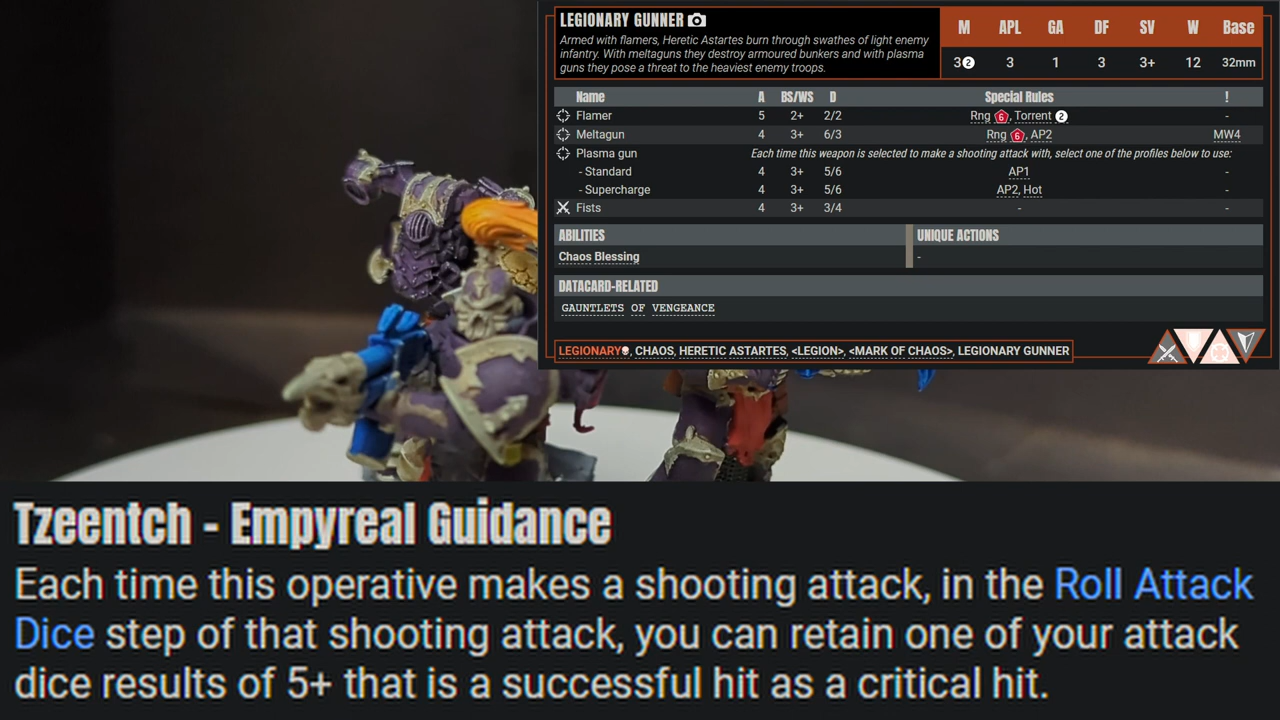 LEGIONARY GUNNER
Armed with flamers, Heretic Astartes burn through swathes of light enemy
infantry. With meltaguns they destroy armoured bunkers and with plasma
guns they pose a threat to the heaviest enemy troops.
M APL GA DF SV W Base
3 2 3 1 3 3+ 12 32mm
Name A BS/WS D Special Rules !
Flamer 5 2+ 2/2 Rng 6, Torrent 2 -
Meltagun 4 3+ 6/3 Rng 6, AP2 MW4
Plasma gun Each time this weapon is selected to make a shooting attack with, select one of the profiles below to use:
- Standard 4 3+ 5/6 AP1 -
- Supercharge 4 3+ 5/6 AP2, Hot -
Fists 4 3+ 3/4 - -
ABILITIES UNIQUE ACTIONS
Chaos Blessing -
DATACARD-RELATED
GAUNTLETS OF VENGEANCE
LEGIONARY, CHAOS, HERETIC ASTARTES, <LEGION>, <MARK OF CHAOS>, LEGIONARY GUNNER
Tzeentch - Empyreal Guidance
Each time this operative makes a shooting attack, in the Roll Attack
Dice step of that shooting attack, you can retain one of your attack
dice results of 5+ that is a successful hit as a critical hit.